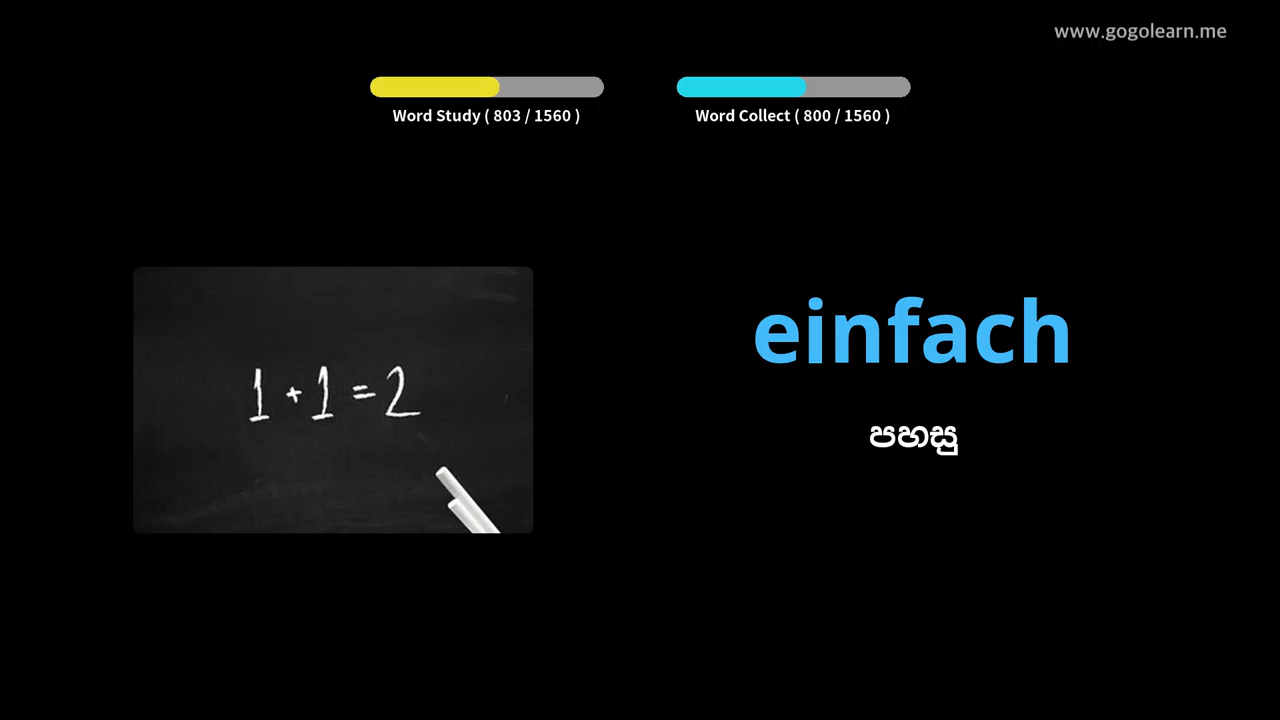 www.gogolearn.me
Word Study ( 803 / 1560 )
Word Collect ( 800 / 1560 )
1 + 1 = 2
einfach
පහසු